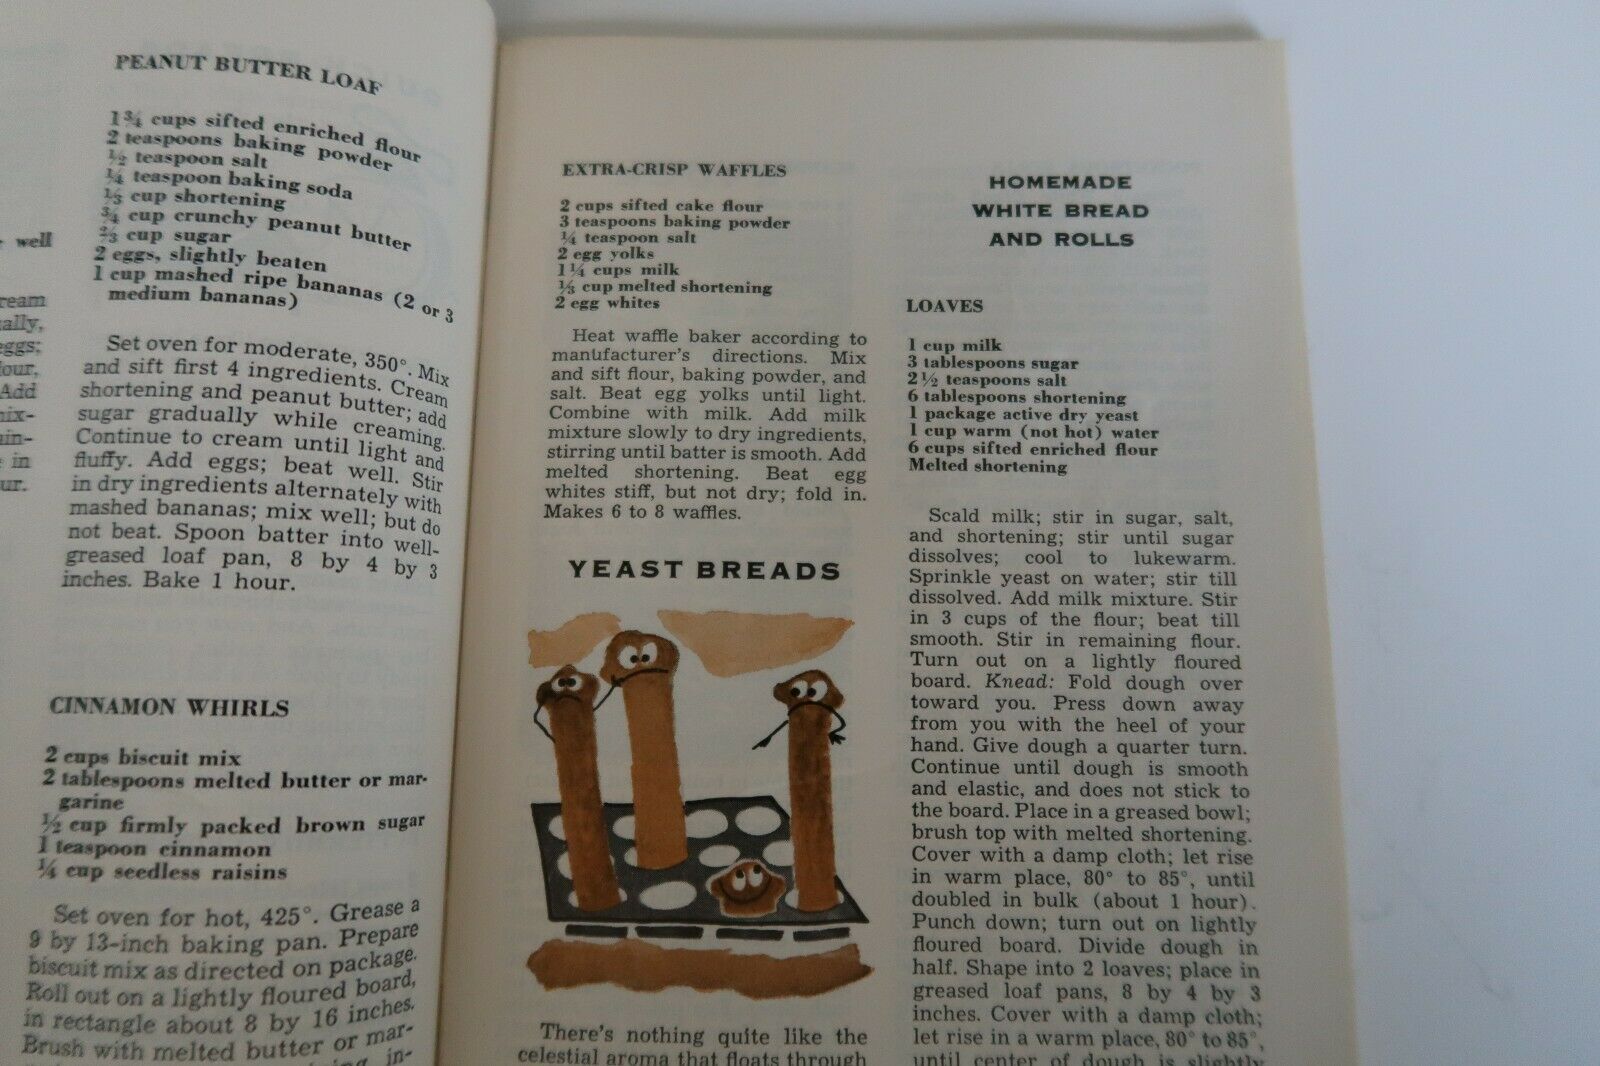 well
ream
ally,
eggs;
our,
Add
mix-
in-
in
ur.
PEANUT BUTTER LOAF
1¾ cups sifted enriched flour
2 teaspoons baking powder
½ teaspoon salt
¼ teaspoon baking soda
⅓ cup shortening
¾ cup crunchy peanut butter
⅔ cup sugar
2 eggs, slightly beaten
1 cup mashed ripe bananas (2 or 3
medium bananas)
Set oven for moderate, 350°. Mix
and sift first 4 ingredients. Cream
shortening and peanut butter; add
sugar gradually while creaming.
Continue to cream until light and
fluffy. Add eggs; beat well. Stir
in dry ingredients alternately with
mashed bananas; mix well; but do
not beat. Spoon batter into well-
greased loaf pan, 8 by 4 by 3
inches. Bake 1 hour.
CINNAMON WHIRLS
2 cups biscuit mix
2 tablespoons melted butter or mar-
garine
½ cup firmly packed brown sugar
1 teaspoon cinnamon
¼ cup seedless raisins
Set oven for hot, 425°. Grease a
9 by 13-inch baking pan. Prepare
biscuit mix as directed on package.
Roll out on a lightly floured board,
in rectangle about 8 by 16 inches.
Brush with melted butter or mar-
in-
EXTRA-CRISP WAFFLES
2 cups sifted cake flour
3 teaspoons baking powder
¼ teaspoon salt
2 egg yolks
1¼ cups milk
⅓ cup melted shortening
2 egg whites
Heat waffle baker according to
manufacturer's directions. Mix
and sift flour, baking powder, and
salt. Beat egg yolks until light.
Combine with milk. Add milk
mixture slowly to dry ingredients,
stirring until batter is smooth. Add
melted shortening. Beat egg
whites stiff, but not dry; fold in.
Makes 6 to 8 waffles.
YEAST BREADS
There's nothing quite like the
celestial aroma that floats through
HOMEMADE
WHITE BREAD
AND ROLLS
LOAVES
1 cup milk
3 tablespoons sugar
2½ teaspoons salt
6 tablespoons shortening
1 package active dry yeast
1 cup warm (not hot) water
6 cups sifted enriched flour
Melted shortening
Scald milk; stir in sugar, salt,
and shortening; stir until sugar
dissolves; cool to lukewarm.
Sprinkle yeast on water; stir till
dissolved. Add milk mixture. Stir
in 3 cups of the flour; beat till
smooth. Stir in remaining flour.
Turn out on a lightly floured
board. Knead: Fold dough over
toward you. Press down away
from you with the heel of your
hand. Give dough a quarter turn.
Continue until dough is smooth
and elastic, and does not stick to
the board. Place in a greased bowl;
brush top with melted shortening.
Cover with a damp cloth; let rise
in warm place, 80° to 85°, until
doubled in bulk (about 1 hour).
Punch down; turn out on lightly
floured board. Divide dough in
half. Shape into 2 loaves; place in
greased loaf pans, 8 by 4 by 3
inches. Cover with a damp cloth;
let rise in a warm place, 80° to 85°,
until center of dough is slightly